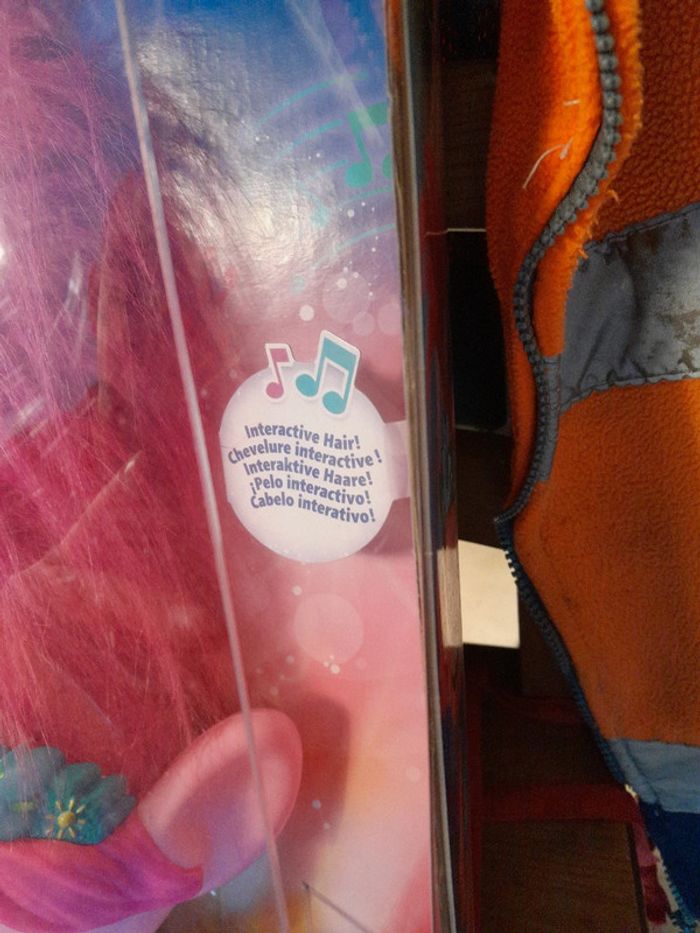 Interactive Hair!
Chevelure interactive !
Interaktive Haare!
¡Pelo interactivo!
Cabelo interativo!